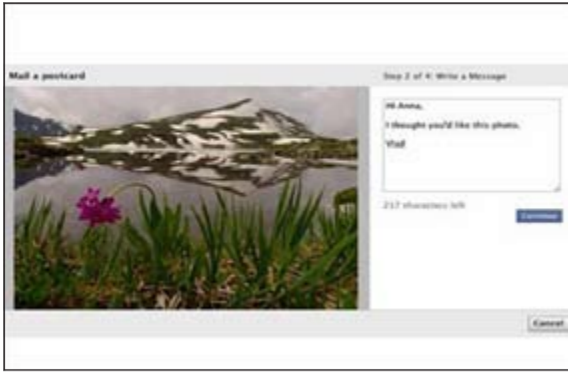 Mail a postcard
Step 2 of 4: Write a Message
Hi Anna,
I thought you'd like this photo.
Vlad
217 characters left
Continue
Cancel